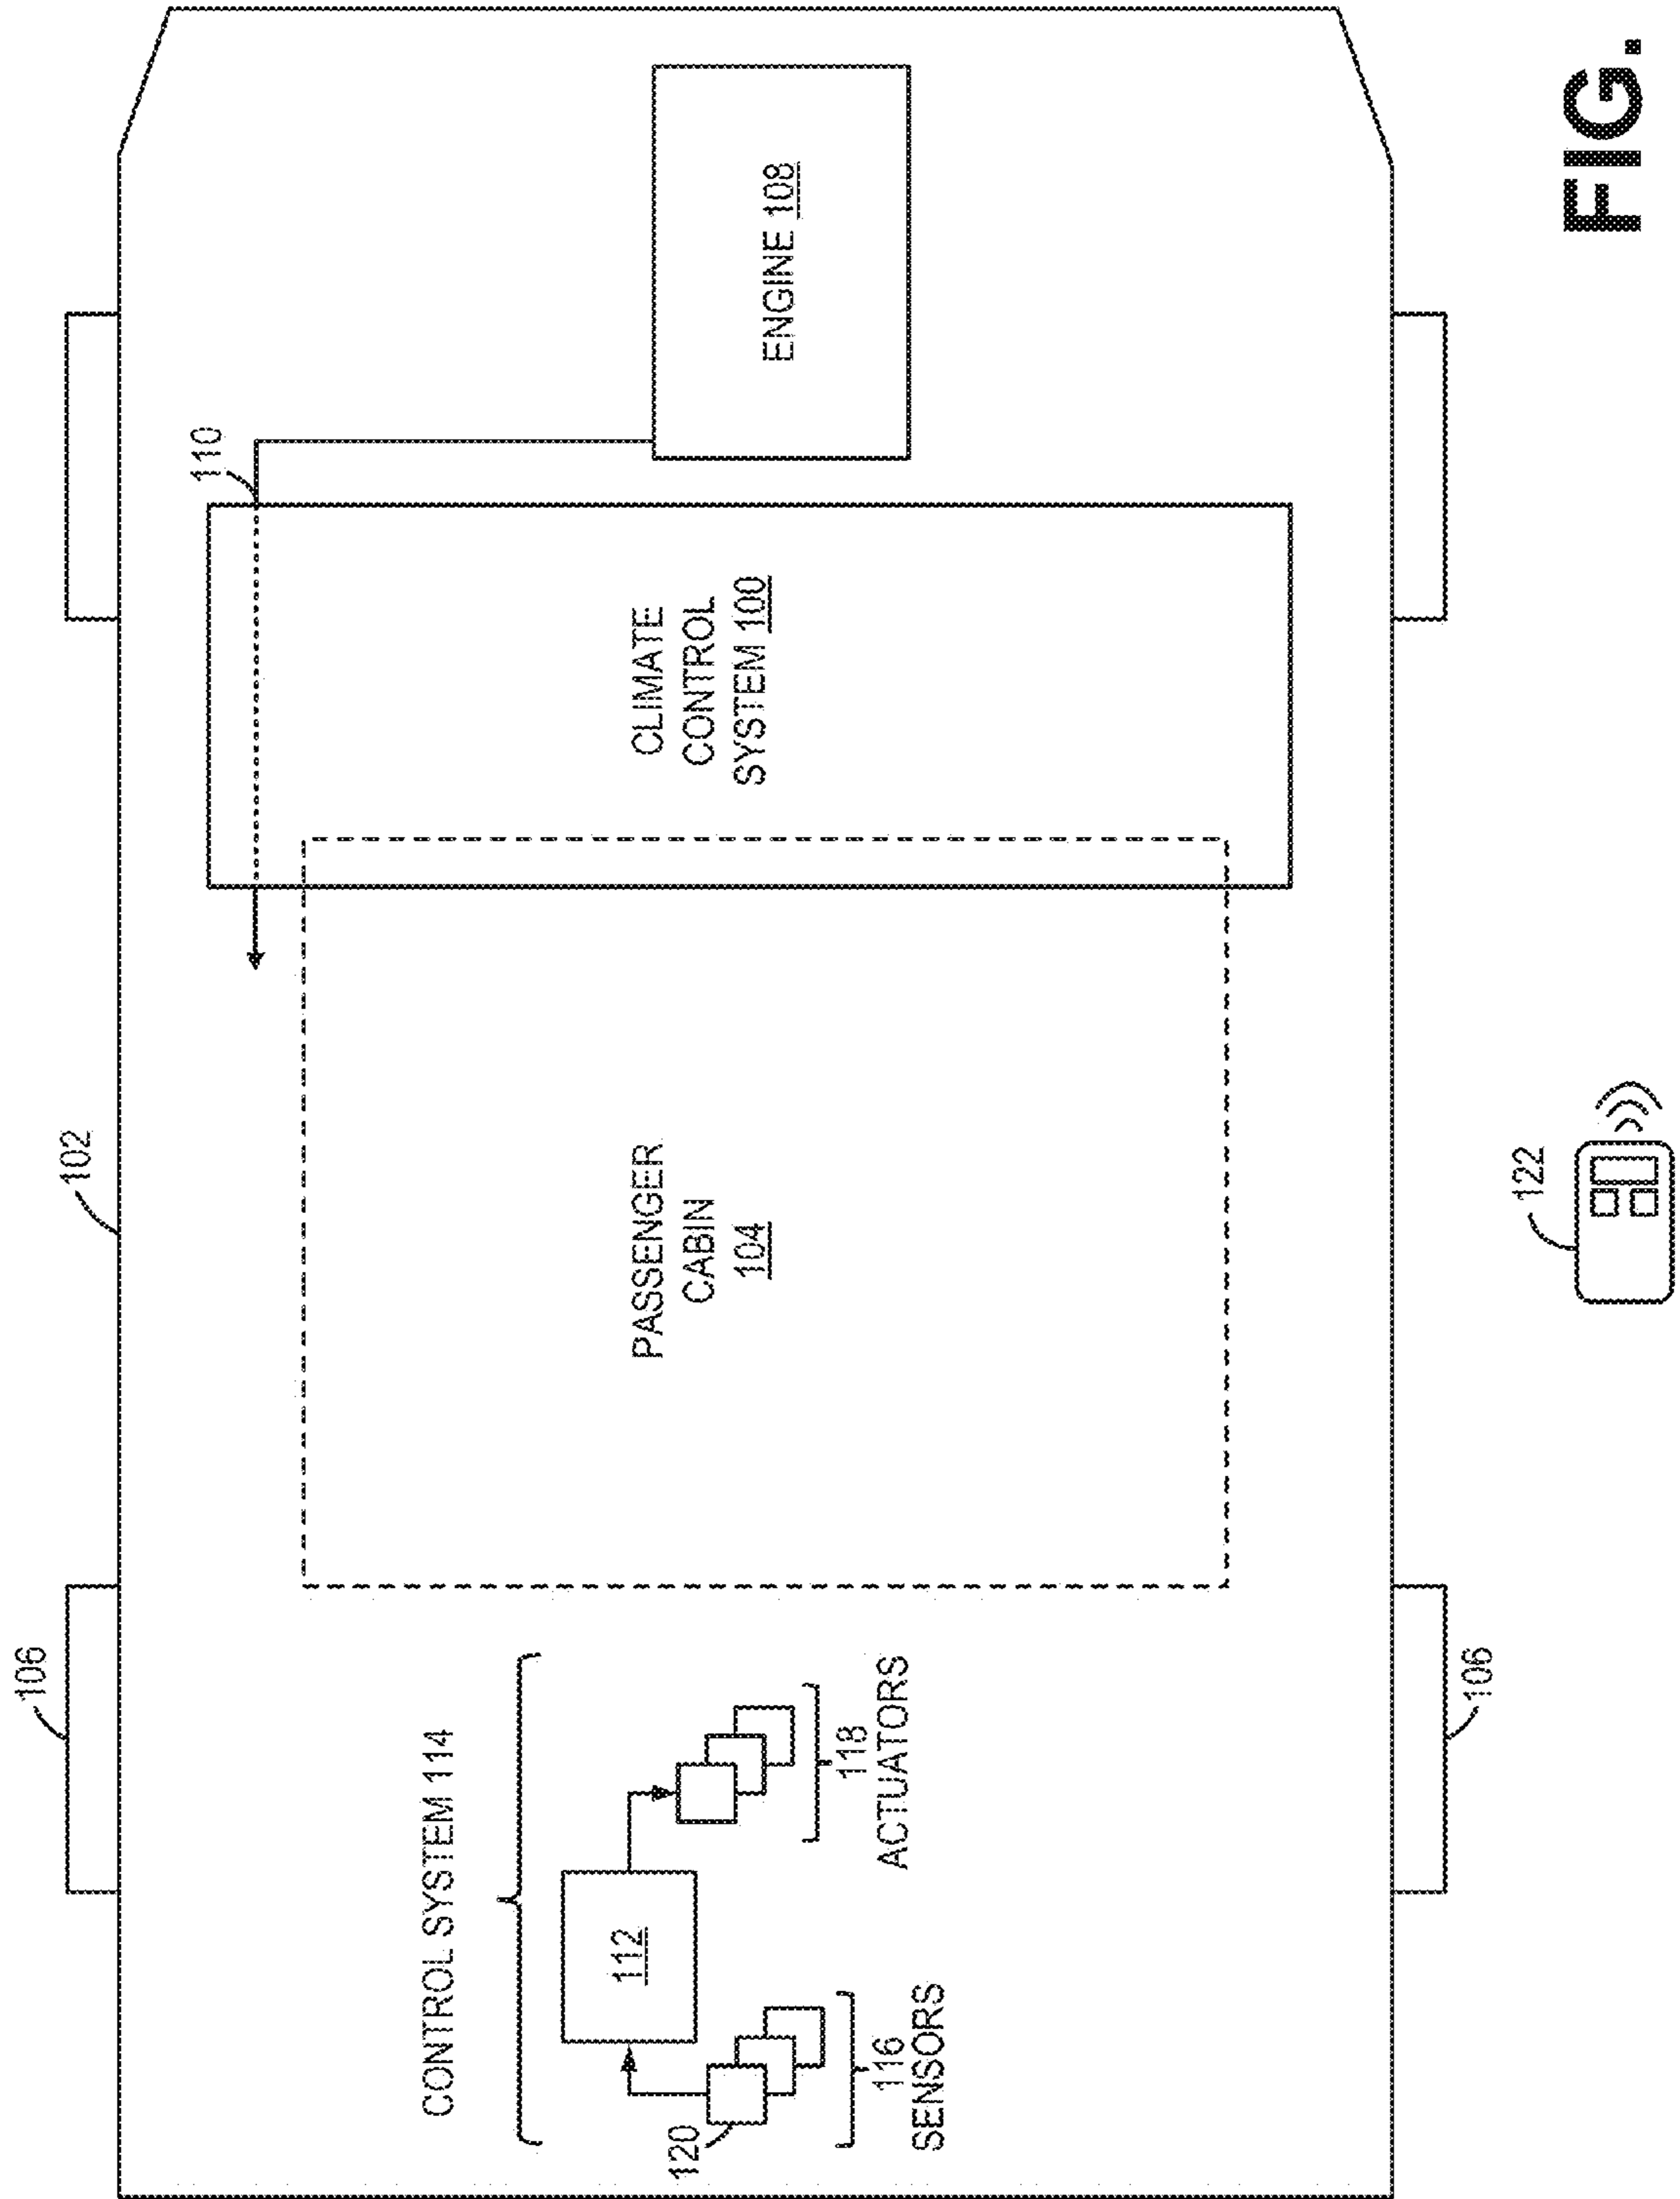 106
102
110
CONTROL SYSTEM 114
112
120
116
SENSORS
118
ACTUATORS
PASSENGER
CABIN
104
CLIMATE
CONTROL
SYSTEM 100
ENGINE 108
106
122
FIG.